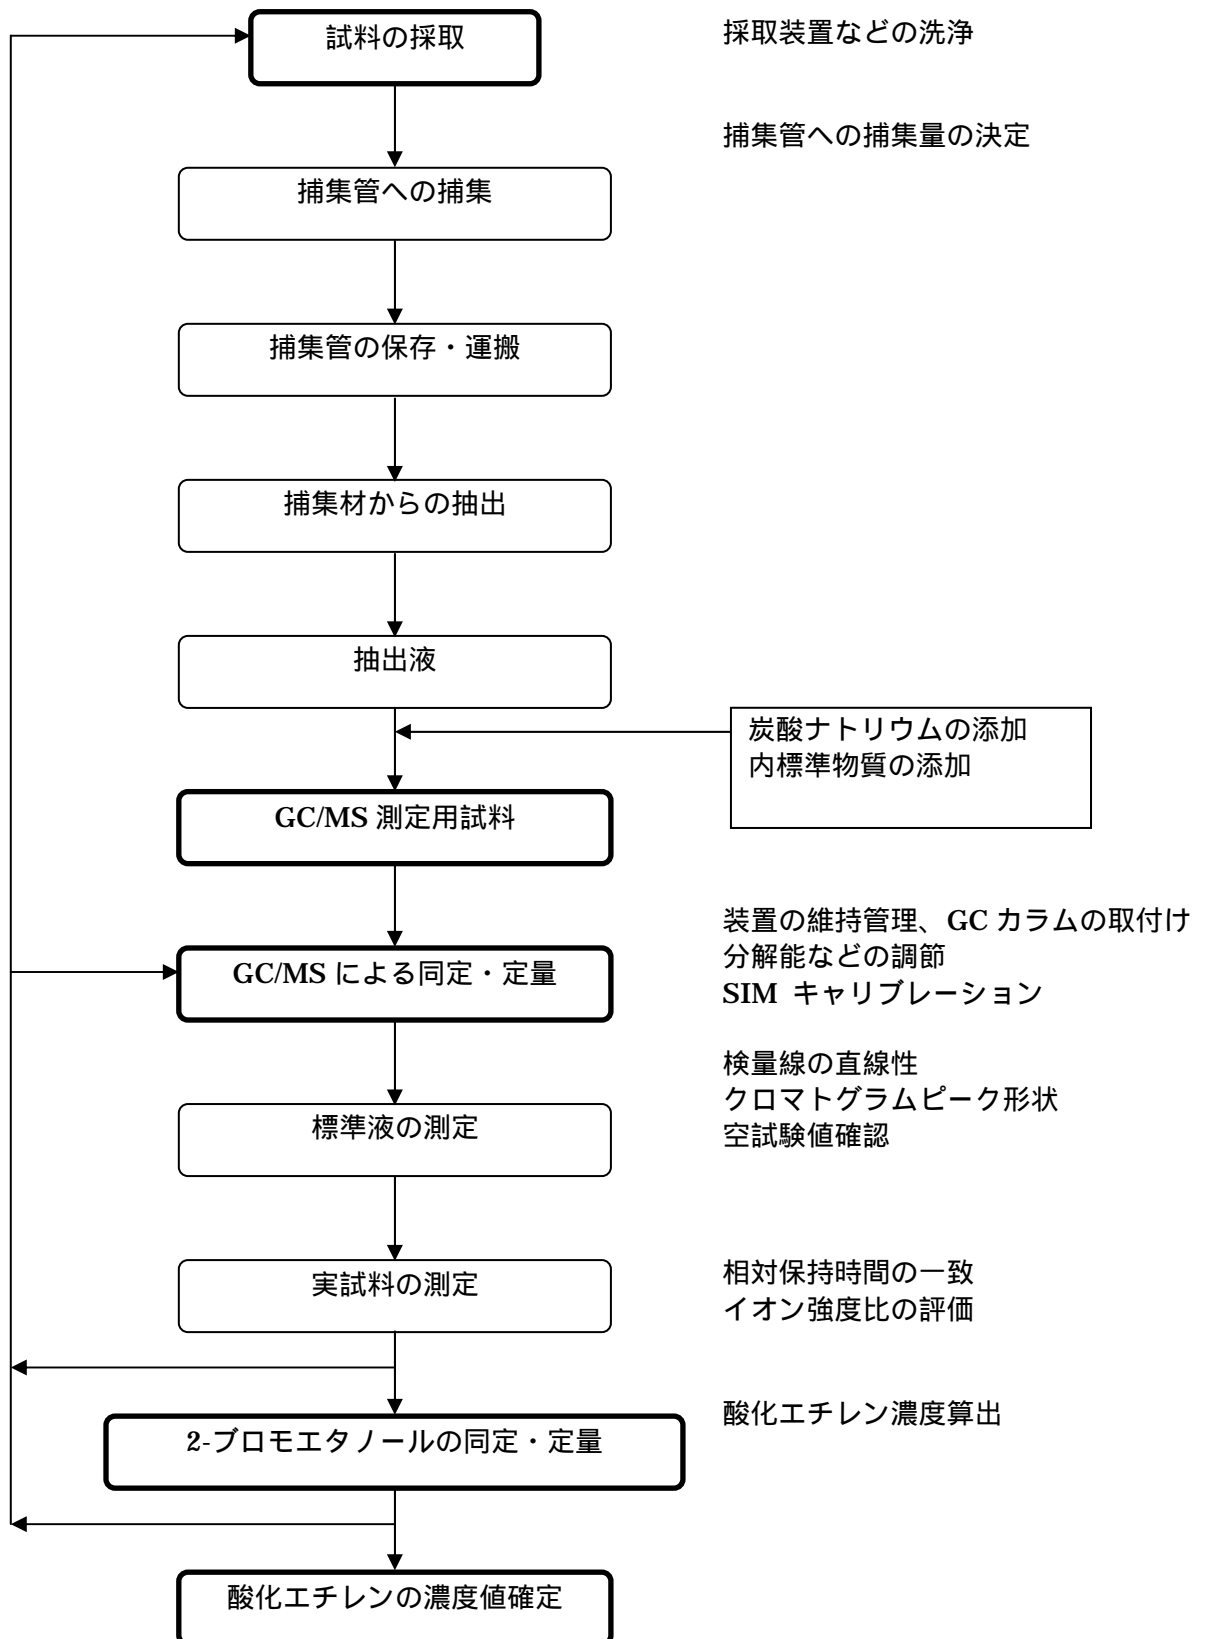 試料の採取
採取装置などの洗浄
捕集管への捕集量の決定
捕集管への捕集
捕集管の保存・運搬
捕集材からの抽出
抽出液
炭酸ナトリウムの添加
内標準物質の添加
GC/MS 測定用試料
装置の維持管理、GC カラムの取付け
分解能などの調節
SIM キャリブレーション
GC/MS による同定・定量
検量線の直線性
クロマトグラムピーク形状
空試験値確認
標準液の測定
実試料の測定
相対保持時間の一致
イオン強度比の評価
酸化エチレン濃度算出
2-ブロモエタノールの同定・定量
酸化エチレンの濃度値確定